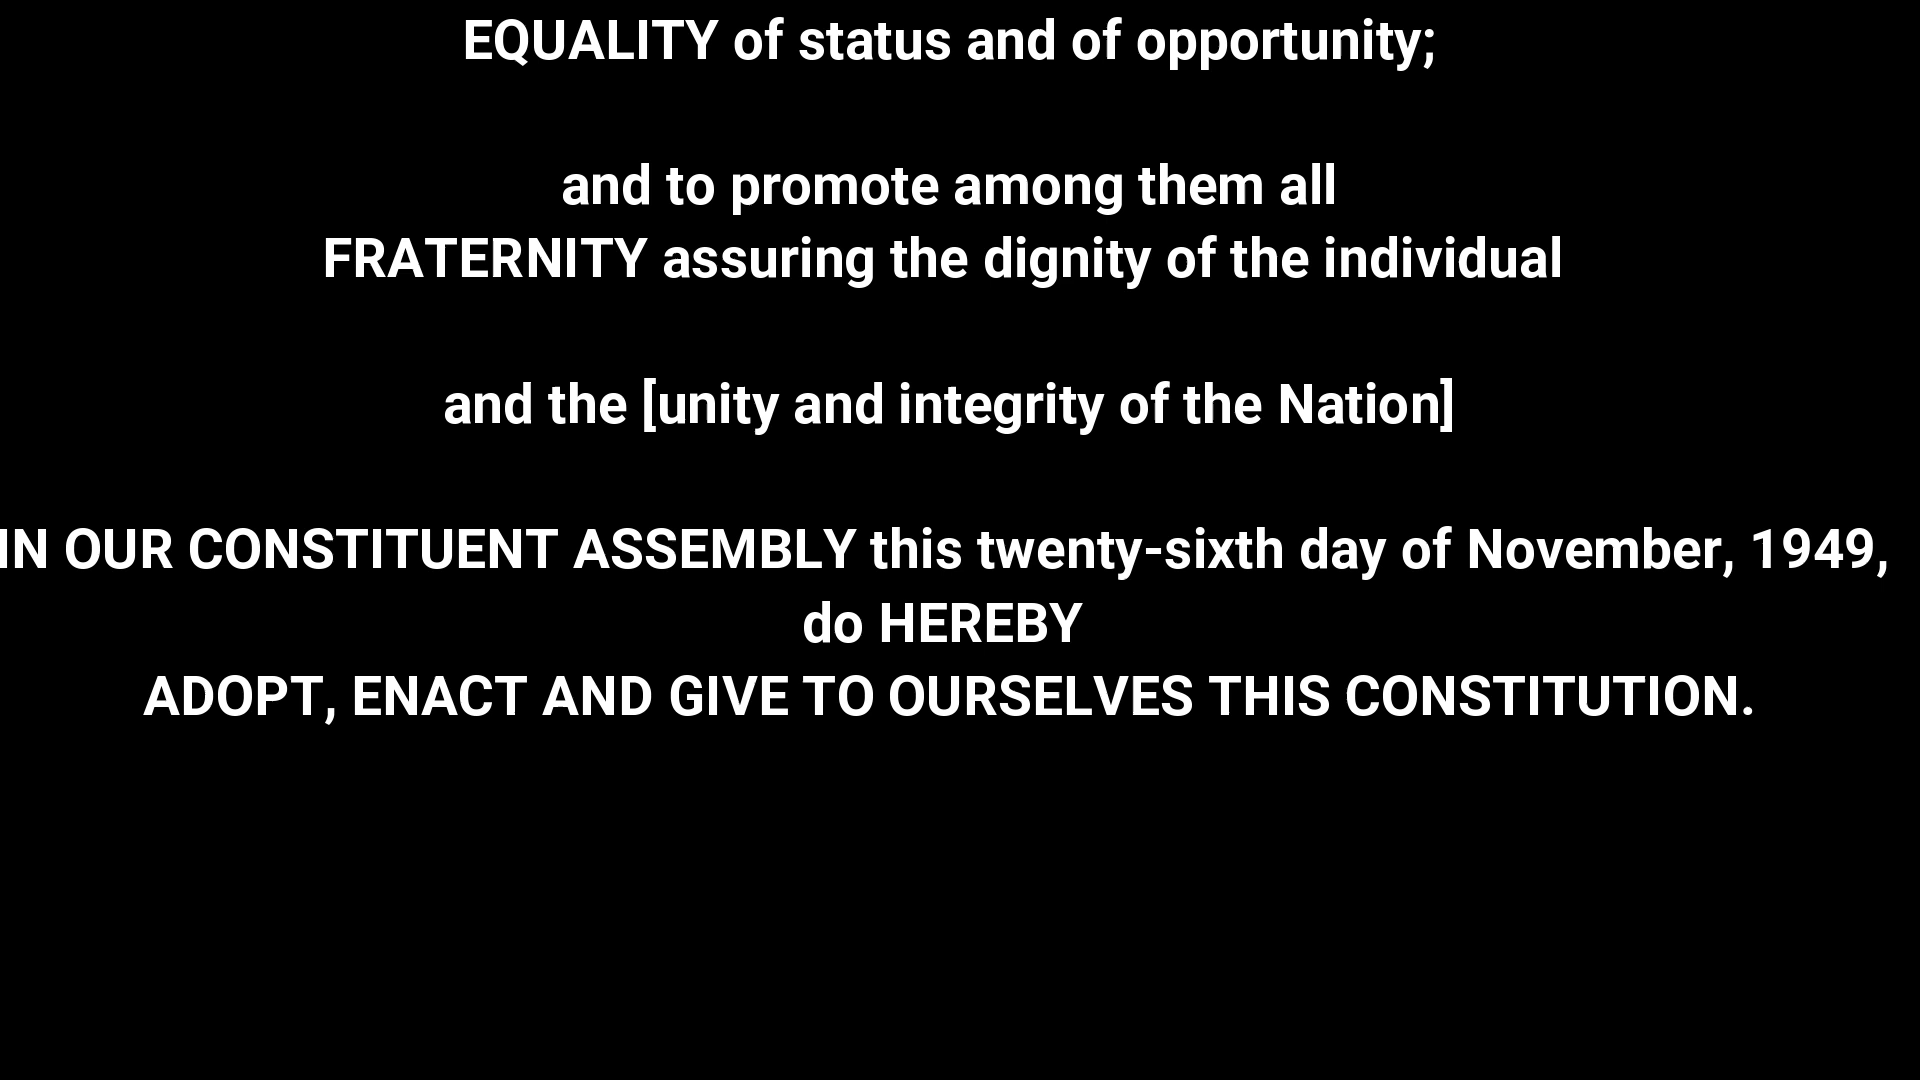 EQUALITY of status and of opportunity;
and to promote among them all
FRATERNITY assuring the dignity of the individual
and the [unity and integrity of the Nation]
IN OUR CONSTITUENT ASSEMBLY this twenty-sixth day of November, 1949,
do HEREBY
ADOPT, ENACT AND GIVE TO OURSELVES THIS CONSTITUTION.